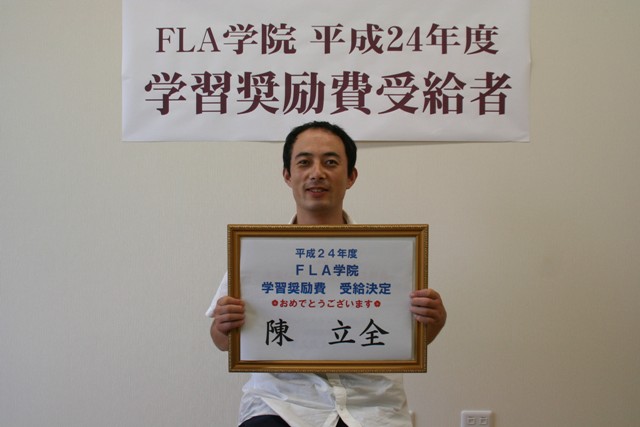 FLA学院 平成24年度
学習奨励費受給者
平成24年度
FLA学院
学習奨励費 受給決定
✿おめでとうございます✿
陳 立全